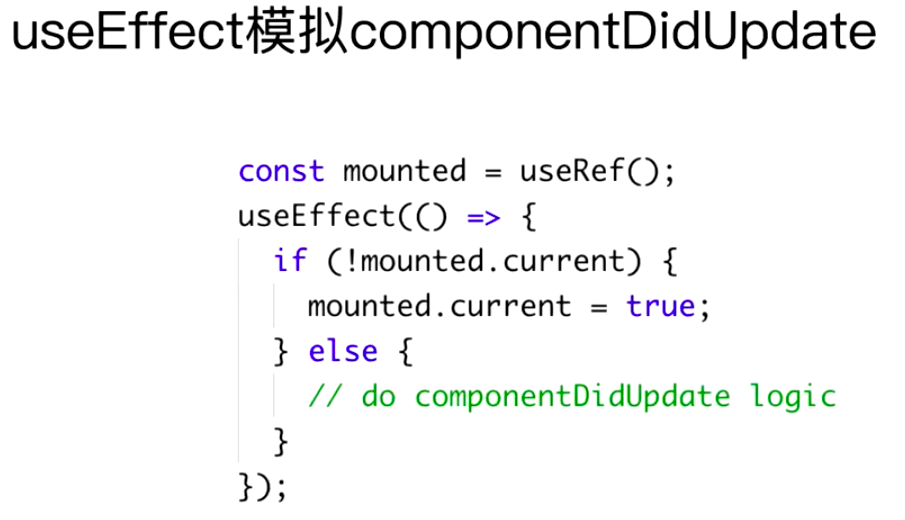 useEffect模拟componentDidUpdate
const mounted = useRef();
useEffect(() => {
  if (!mounted.current) {
    mounted.current = true;
  } else {
    // do componentDidUpdate logic
  }
});